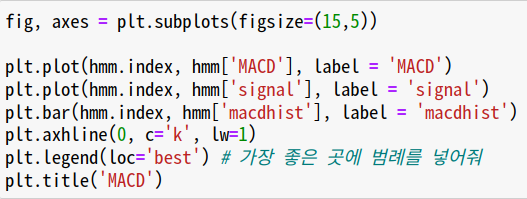 fig, axes = plt.subplots(figsize=(15,5))
plt.plot(hmm.index, hmm['MACD'], label = 'MACD')
plt.plot(hmm.index, hmm['signal'], label = 'signal')
plt.bar(hmm.index, hmm['macdhist'], label = 'macdhist')
plt.axhline(0, c='k', lw=1)
plt.legend(loc='best') # 가장 좋은 곳에 범례를 넣어줘
plt.title('MACD')